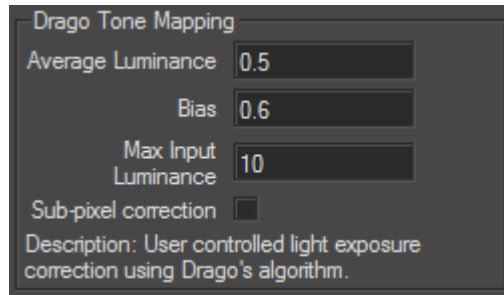 Drago Tone Mapping
Average Luminance 0.5
Bias 0.6
Max Input
Luminance 10
Sub-pixel correction
Description: User controlled light exposure
correction using Drago's algorithm.